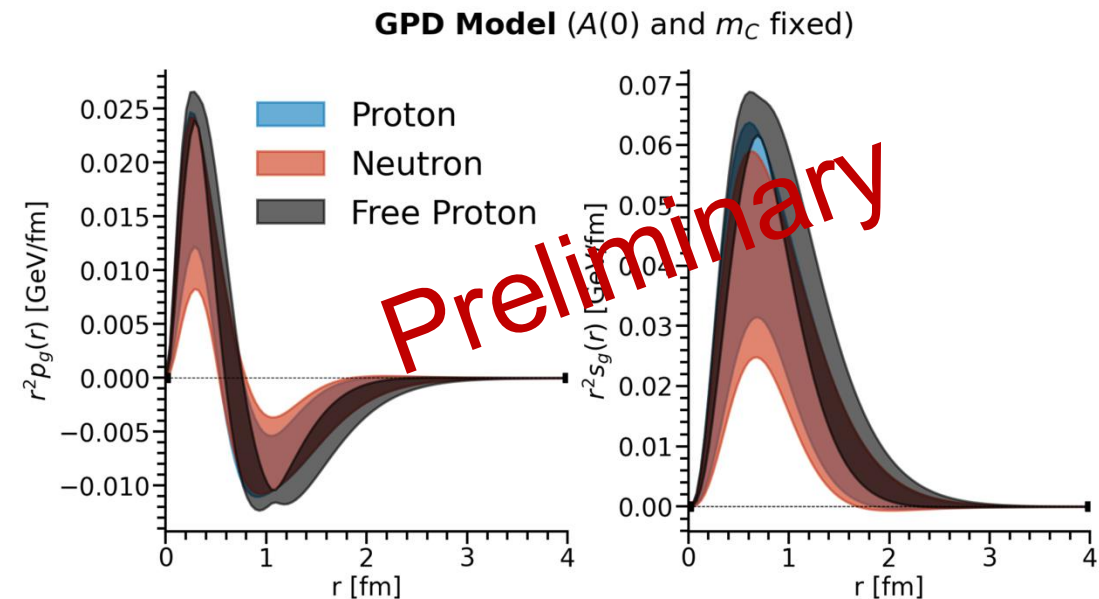 GPD Model (A(0) and m_C fixed)
0.025
0.020
0.015
0.010
0.005
0.000
−0.005
−0.010
r²p_g(r) [GeV/fm]
0 1 2 3 4
r [fm]
Proton
Neutron
Free Proton
Preliminary
0.07
0.06
0.05
0.04
0.03
0.02
0.01
0.00
r²s_g(r) [GeV/fm]
0 1 2 3 4
r [fm]